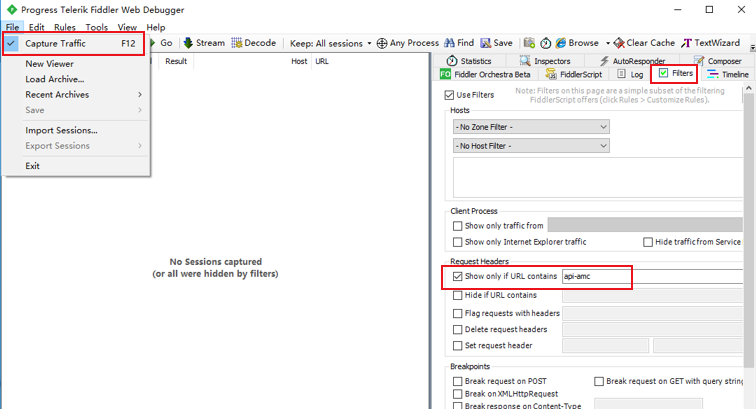 Progress Telerik Fiddler Web Debugger
File Edit Rules Tools View Help
Capture Traffic F12
New Viewer
Load Archive...
Recent Archives
Save
Import Sessions...
Export Sessions
Exit
Go Stream Decode Keep: All sessions Any Process Find Save Browse Clear Cache TextWizard
Result Host URL
No Sessions captured
(or all were hidden by filters)
Statistics Inspectors AutoResponder Composer
FO Fiddler Orchestra Beta FiddlerScript Log Filters Timeline
Use Filters
Note: Filters on this page are a simple subset of the filtering
FiddlerScript offers (click Rules > Customize Rules).
Hosts
- No Zone Filter -
- No Host Filter -
Client Process
Show only traffic from
Show only Internet Explorer traffic Hide traffic from Service
Request Headers
Show only if URL contains api-amc
Hide if URL contains
Flag requests with headers
Delete request headers
Set request header
Breakpoints
Break request on POST Break request on GET with query string
Break on XMLHttpRequest
Break response on Content-Type